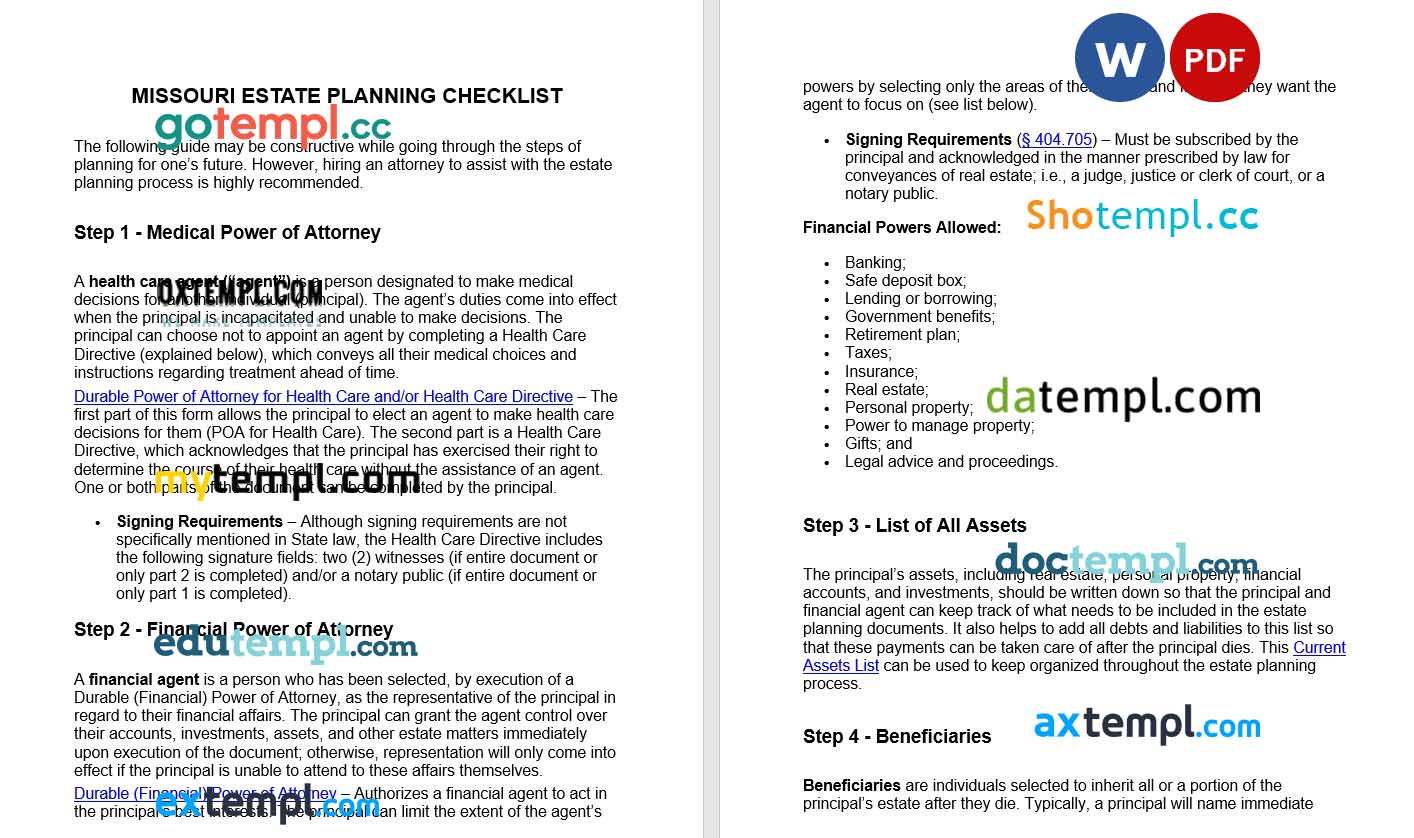 MISSOURI ESTATE PLANNING CHECKLIST
gotempl.cc
The following guide may be constructive while going through the steps of
planning for one's future. However, hiring an attorney to assist with the estate
planning process is highly recommended.
Step 1 - Medical Power of Attorney
A health care agent (“agent”) is a person designated to make medical
OXTEMPL.COM
decisions for another individual (principal). The agent’s duties come into effect
WE MAKE TEMPLATES
when the principal is incapacitated and unable to make decisions. The
principal can choose not to appoint an agent by completing a Health Care
Directive (explained below), which conveys all their medical choices and
instructions regarding treatment ahead of time.
Durable Power of Attorney for Health Care and/or Health Care Directive – The
first part of this form allows the principal to elect an agent to make health care
decisions for them (POA for Health Care). The second part is a Health Care
Directive, which acknowledges that the principal has exercised their right to
determine the course of their health care without the assistance of an agent.
mytempl.com
One or both parts of the document can be completed by the principal.
• Signing Requirements – Although signing requirements are not
specifically mentioned in State law, the Health Care Directive includes
the following signature fields: two (2) witnesses (if entire document or
only part 2 is completed) and/or a notary public (if entire document or
only part 1 is completed).
Step 2 - Financial Power of Attorney
edutempl.com
A financial agent is a person who has been selected, by execution of a
Durable (Financial) Power of Attorney, as the representative of the principal in
regard to their financial affairs. The principal can grant the agent control over
their accounts, investments, assets, and other estate matters immediately
upon execution of the document; otherwise, representation will only come into
effect if the principal is unable to attend to these affairs themselves.
Durable (Financial) Power of Attorney – Authorizes a financial agent to act in
extempl.com
the principal's best interests. The principal can limit the extent of the agent’s
W PDF
powers by selecting only the areas of the and they want the
agent to focus on (see list below).
• Signing Requirements (§ 404.705) – Must be subscribed by the
principal and acknowledged in the manner prescribed by law for
conveyances of real estate; i.e., a judge, justice or clerk of court, or a
notary public.
Shotempl.cc
Financial Powers Allowed:
• Banking;
• Safe deposit box;
• Lending or borrowing;
• Government benefits;
• Retirement plan;
• Taxes;
• Insurance;
• Real estate;
• Personal property;
datempl.com
• Power to manage property;
• Gifts; and
• Legal advice and proceedings.
Step 3 - List of All Assets
doctempl.com
The principal’s assets, including real estate, personal property, financial
accounts, and investments, should be written down so that the principal and
financial agent can keep track of what needs to be included in the estate
planning documents. It also helps to add all debts and liabilities to this list so
that these payments can be taken care of after the principal dies. This Current
Assets List can be used to keep organized throughout the estate planning
process.
axtempl.com
Step 4 - Beneficiaries
Beneficiaries are individuals selected to inherit all or a portion of the
principal’s estate after they die. Typically, a principal will name immediate